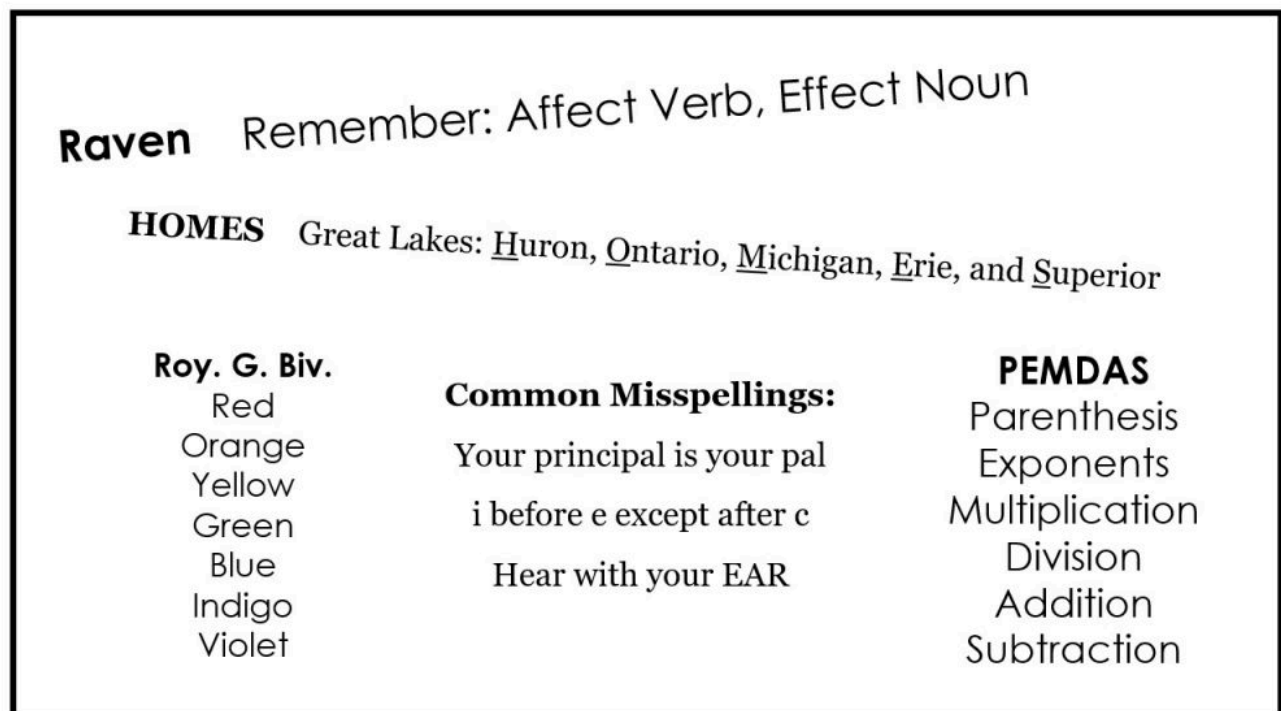 Raven Remember: Affect Verb, Effect Noun
HOMES Great Lakes: Huron, Ontario, Michigan, Erie, and Superior
Roy. G. Biv.
Red
Orange
Yellow
Green
Blue
Indigo
Violet
Common Misspellings:
Your principal is your pal
i before e except after c
Hear with your EAR
PEMDAS
Parenthesis
Exponents
Multiplication
Division
Addition
Subtraction